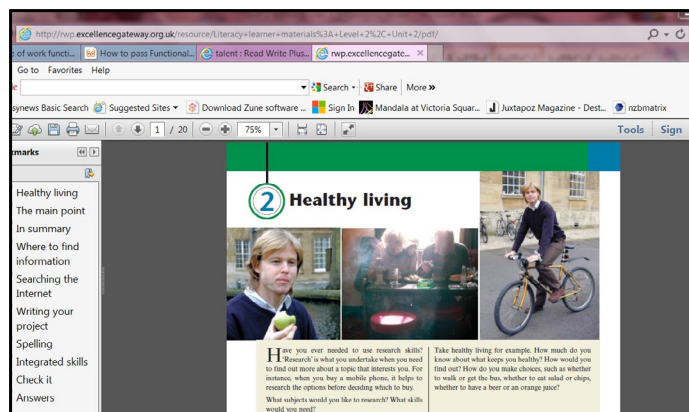 http://rwp.excellencegateway.org.uk/resource/Literacy+learner+materials%3A+Level+2%2C+Unit+2/pdf/
of work functi...
How to pass Functional...
talent : Read Write Plus...
rwp.excellencegate...
Go to Favorites Help
Search
Share
More »
synews Basic Search
Suggested Sites
Download Zune software ...
Sign In
Mandala at Victoria Squar...
Juxtapoz Magazine - Dest...
nzbmatrix
1 / 20
75%
Tools
Sign
kmarks
Healthy living
The main point
In summary
Where to find
information
Searching the
Internet
Writing your
project
Spelling
Integrated skills
Check it
Answers
2 Healthy living
Have you ever needed to use research skills?
'Research' is what you undertake when you need
to find out more about a topic that interests you. For
instance, when you buy a mobile phone, it helps to
research the options before deciding which to buy.
What subjects would you like to research? What skills
would you need?
Take healthy living for example. How much do you
know about what keeps you healthy? How would you
find out? How do you make choices, such as whether
to walk or get the bus, whether to eat salad or chips,
whether to have a beer or an orange juice?